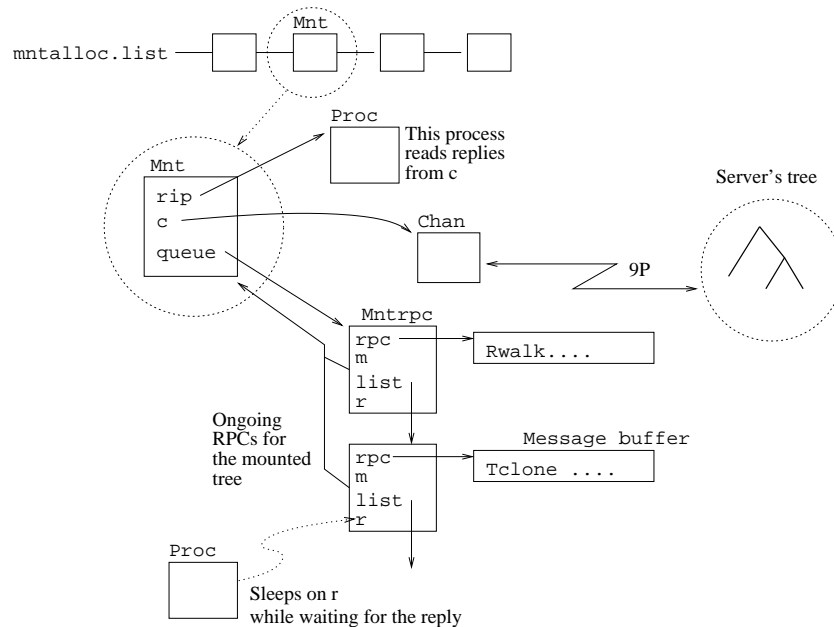 Mnt
mntalloc.list
Proc
This process
reads replies
from c
Mnt
rip
c
queue
Chan
Server's tree
9P
Mntrpc
rpc
m
list
r
Rwalk....
Ongoing
RPCs for
the mounted
tree
Message buffer
rpc
m
list
r
Tclone ....
Proc
Sleeps on r
while waiting for the reply